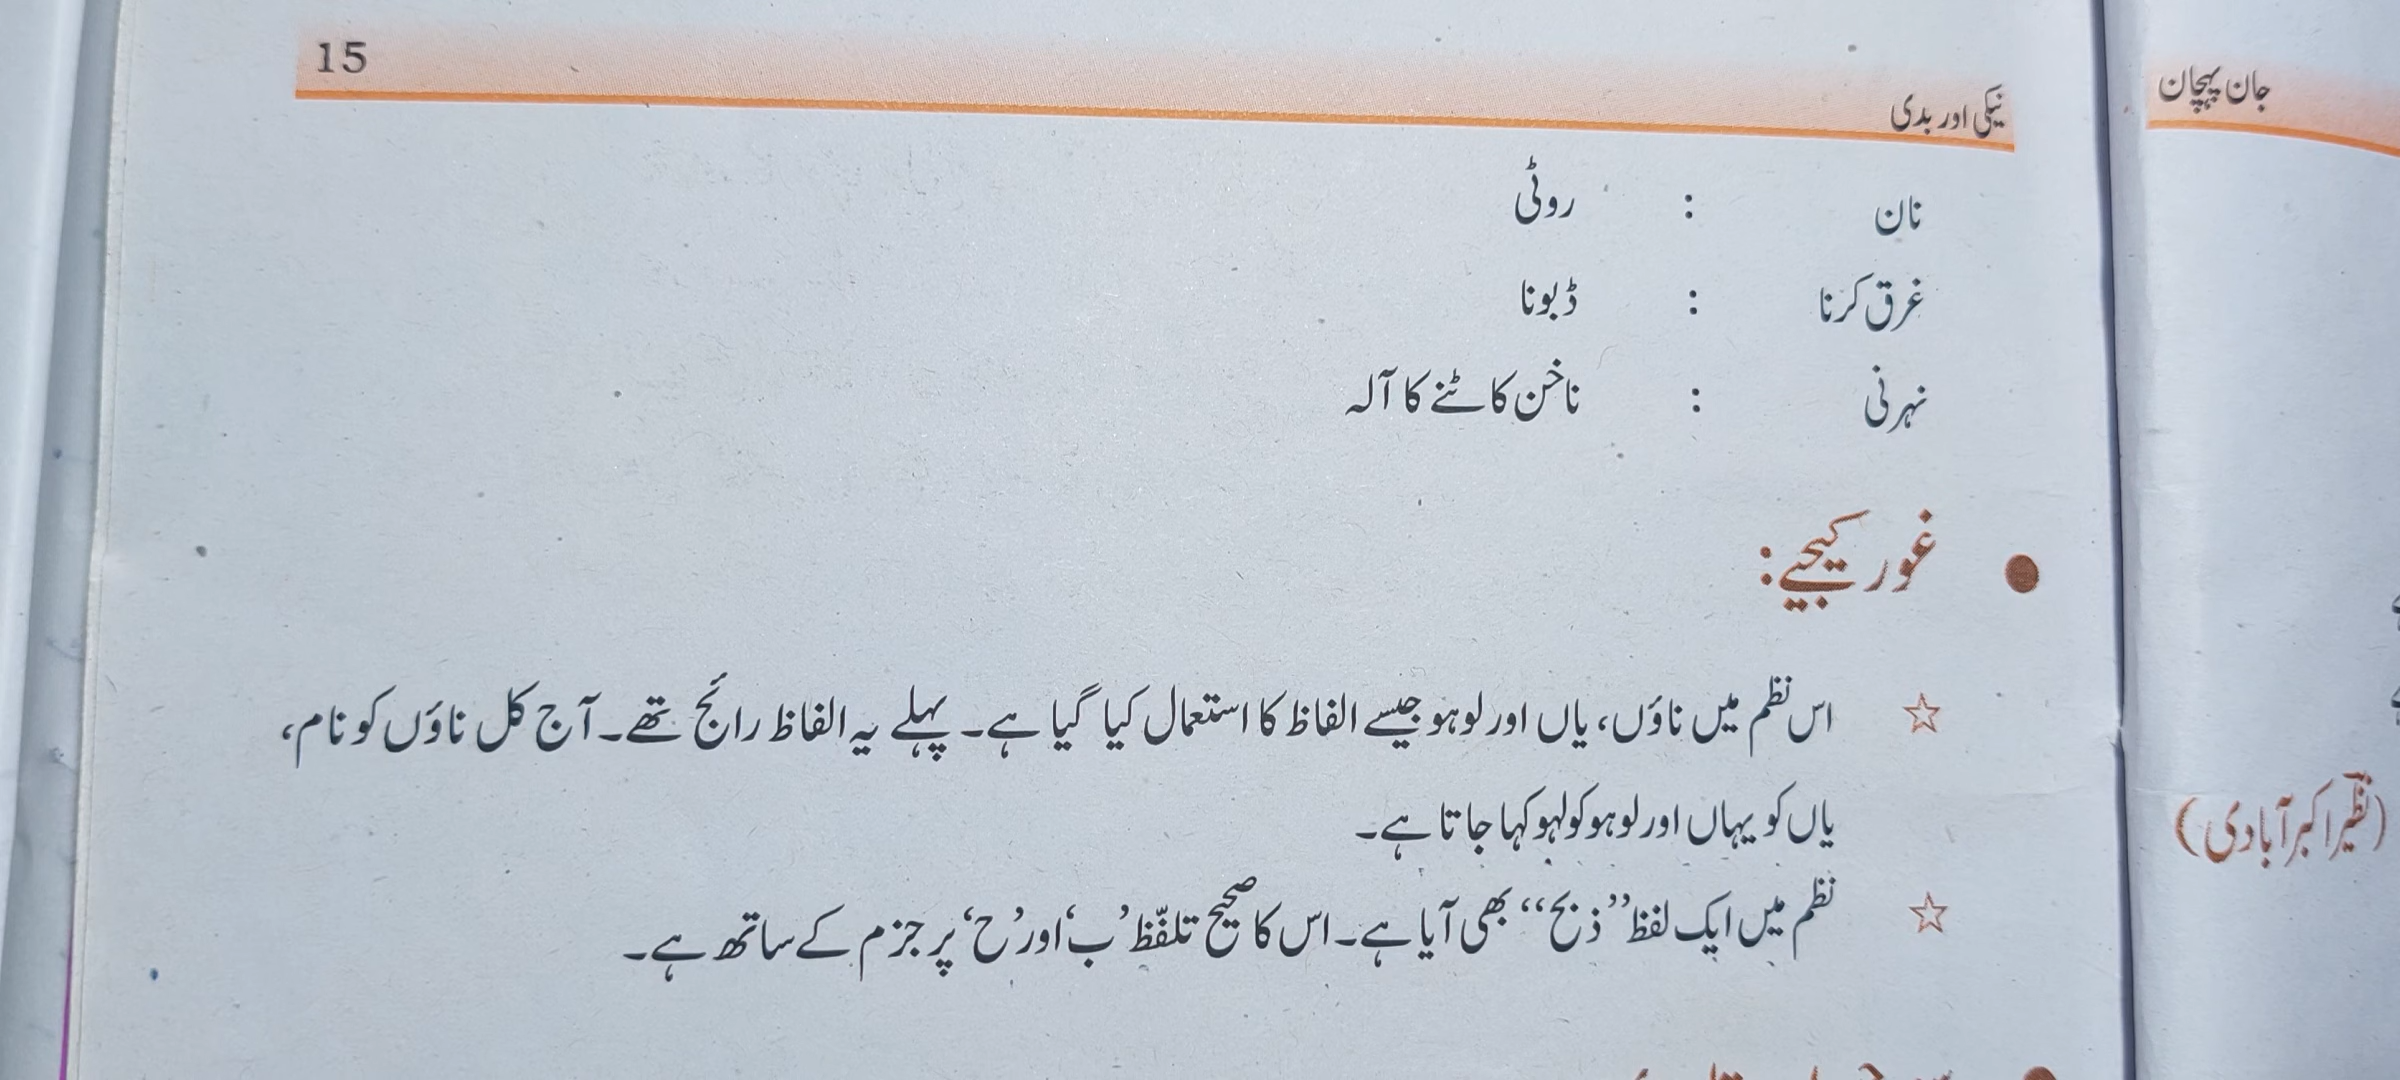 جان پہچان
15
نیکی اور بدی
نان : روٹی
غرق کرنا : ڈبونا
نہرنی : ناخن کاٹنے کا آلہ
● غور کیجیے:
☆ اس نظم میں ناؤں، یاں اور لوہو جیسے الفاظ کا استعمال کیا گیا ہے۔ پہلے یہ الفاظ رائج تھے۔ آج کل ناؤں کو نام،
یاں کو یہاں اور لوہو کو لہو کہا جاتا ہے۔
☆ نظم میں ایک لفظ ”ذبح“ بھی آیا ہے۔ اس کا صحیح تلفّظ ’ب‘ اور ’ح‘ پر جزم کے ساتھ ہے۔
(نظیر اکبر آبادی)